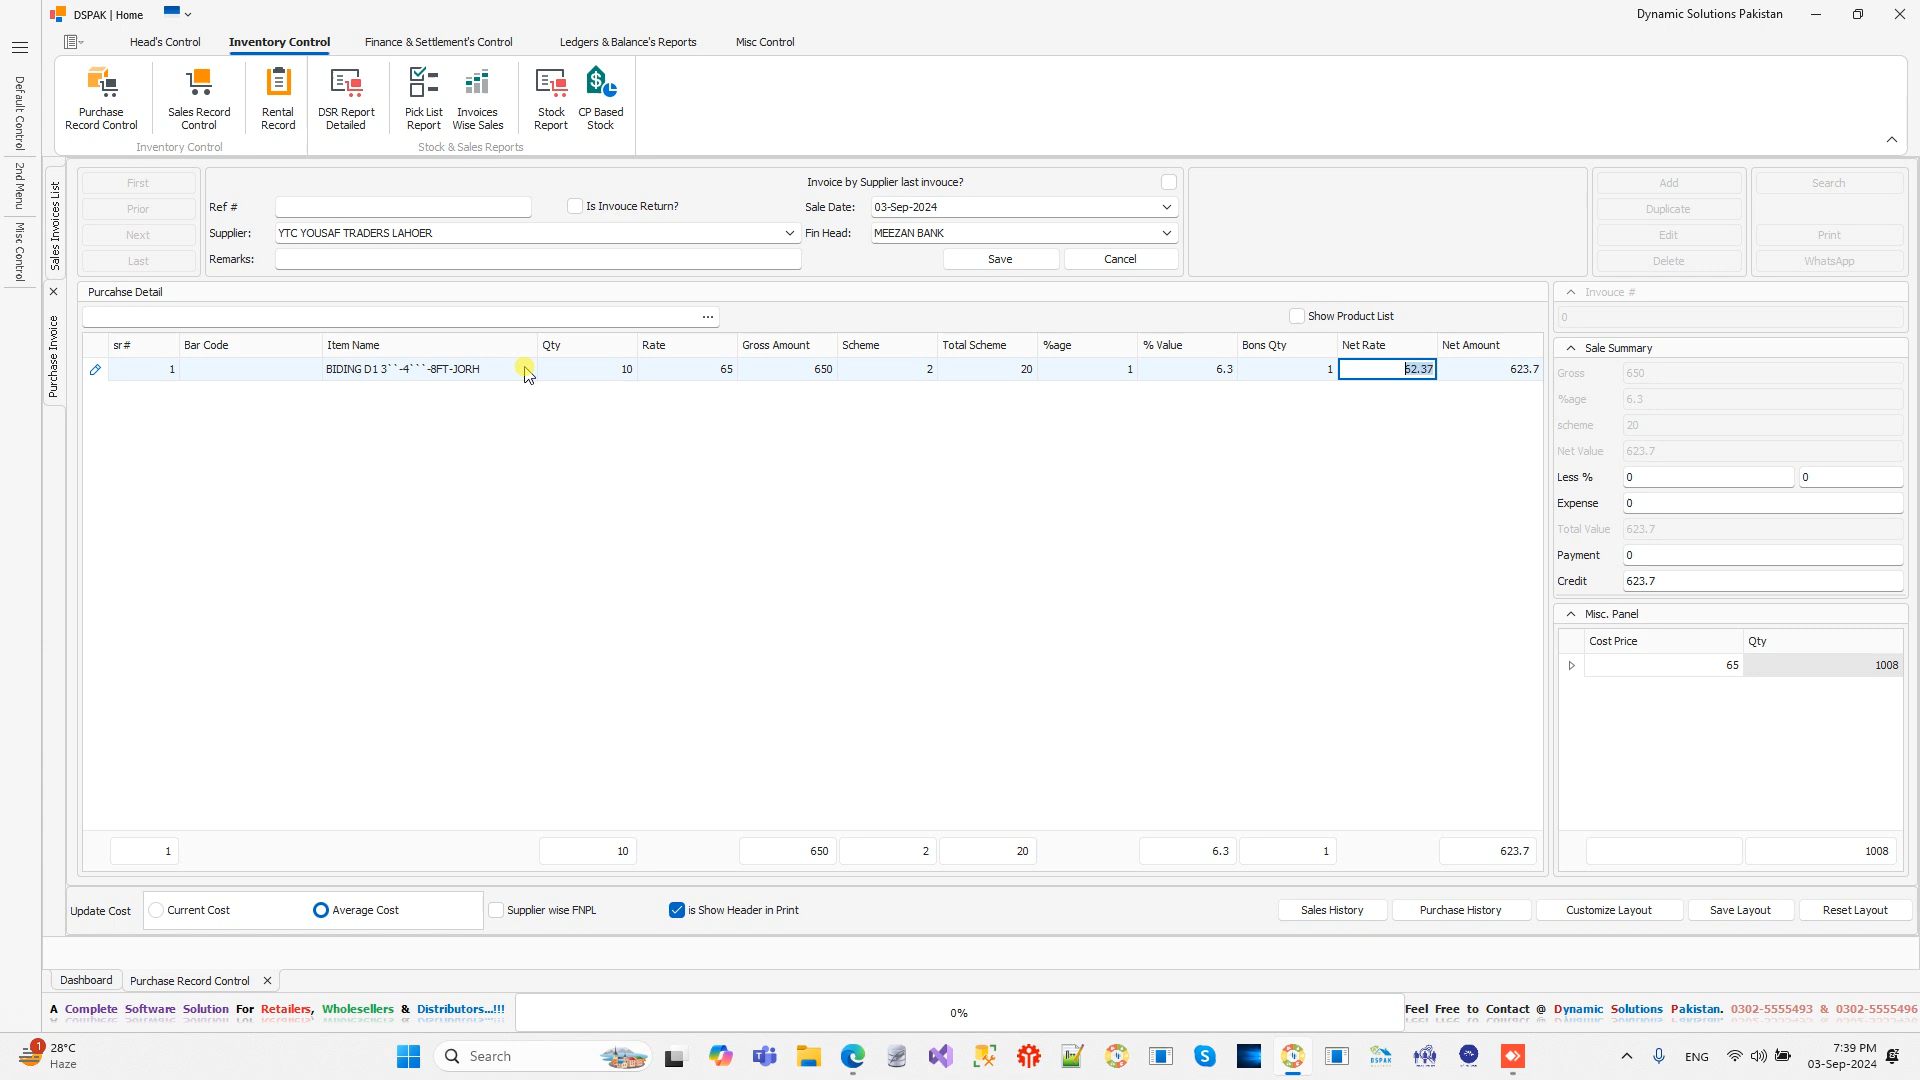 DSPAK | Home
Dynamic Solutions Pakistan
Head's Control
Inventory Control
Finance & Settlement's Control
Ledgers & Balance's Reports
Misc Control
Default Control
2nd Menu
Misc Control
Purchase Record Control
Sales Record Control
Rental Record
DSR Report Detailed
Pick List Report
Invoices Wise Sales
Stock Report
CP Based Stock
Inventory Control
Stock & Sales Reports
Sales Invoices List
Purchase Invoice
First
Prior
Next
Last
Invoice by Supplier last invouce?
Ref #
Is Invouce Return?
Sale Date:
03-Sep-2024
Supplier:
YTC YOUSAF TRADERS LAHOER
Fin Head:
MEEZAN BANK
Remarks:
Save
Cancel
Add
Duplicate
Edit
Delete
Search
Print
WhatsApp
Purcahse Detail
...
Show Product List
sr#
Bar Code
Item Name
Qty
Rate
Gross Amount
Scheme
Total Scheme
%age
% Value
Bons Qty
Net Rate
Net Amount
1
BIDING D1 3``-4```-8FT-JORH
10
65
650
2
20
1
6.3
1
62.37
623.7
1
10
650
2
20
6.3
1
623.7
Invouce #
0
Sale Summary
Gross 650
%age 6.3
scheme 20
Net Value 623.7
Less % 0 0
Expense 0
Total Value 623.7
Payment 0
Credit 623.7
Misc. Panel
Cost Price
Qty
65
1008
1008
Update Cost
Current Cost
Average Cost
Supplier wise FNPL
is Show Header in Print
Sales History
Purchase History
Customize Layout
Save Layout
Reset Layout
Dashboard
Purchase Record Control
A Complete Software Solution For Retailers, Wholesellers & Distributors...!!!
0%
Feel Free to Contact @ Dynamic Solutions Pakistan. 0302-5555493 & 0302-5555496
1
28°C
Haze
Search
DSPAK
ENG
7:39 PM
03-Sep-2024